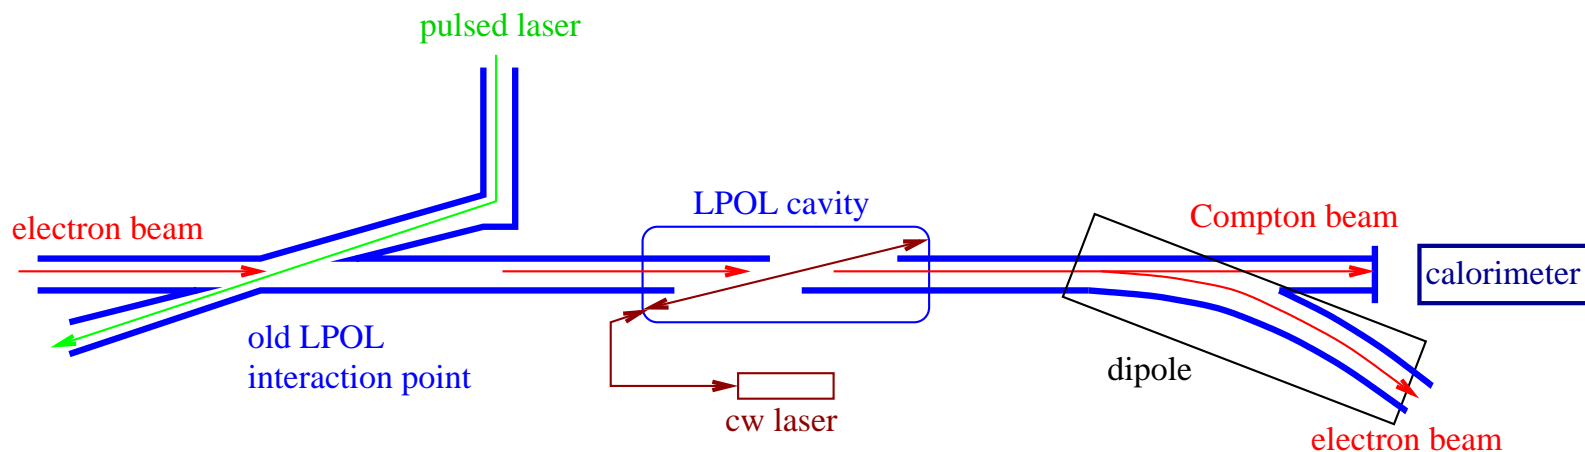 pulsed laser
electron beam
LPOL cavity
Compton beam
calorimeter
old LPOL
interaction point
dipole
cw laser
electron beam